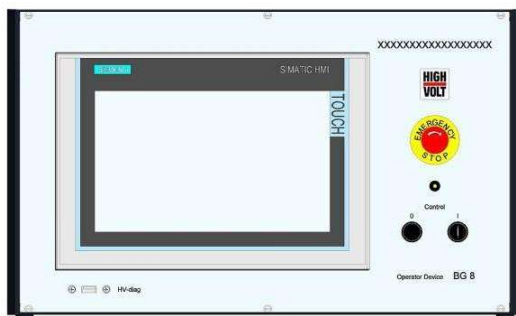 XXXXXXXXXXXXXXXXXX
SIEMENS SIMATIC HMI
TOUCH
HIGH
VOLT
EMERGENCY
STOP
Control
0 I
Operator Device BG 8
HV-diag